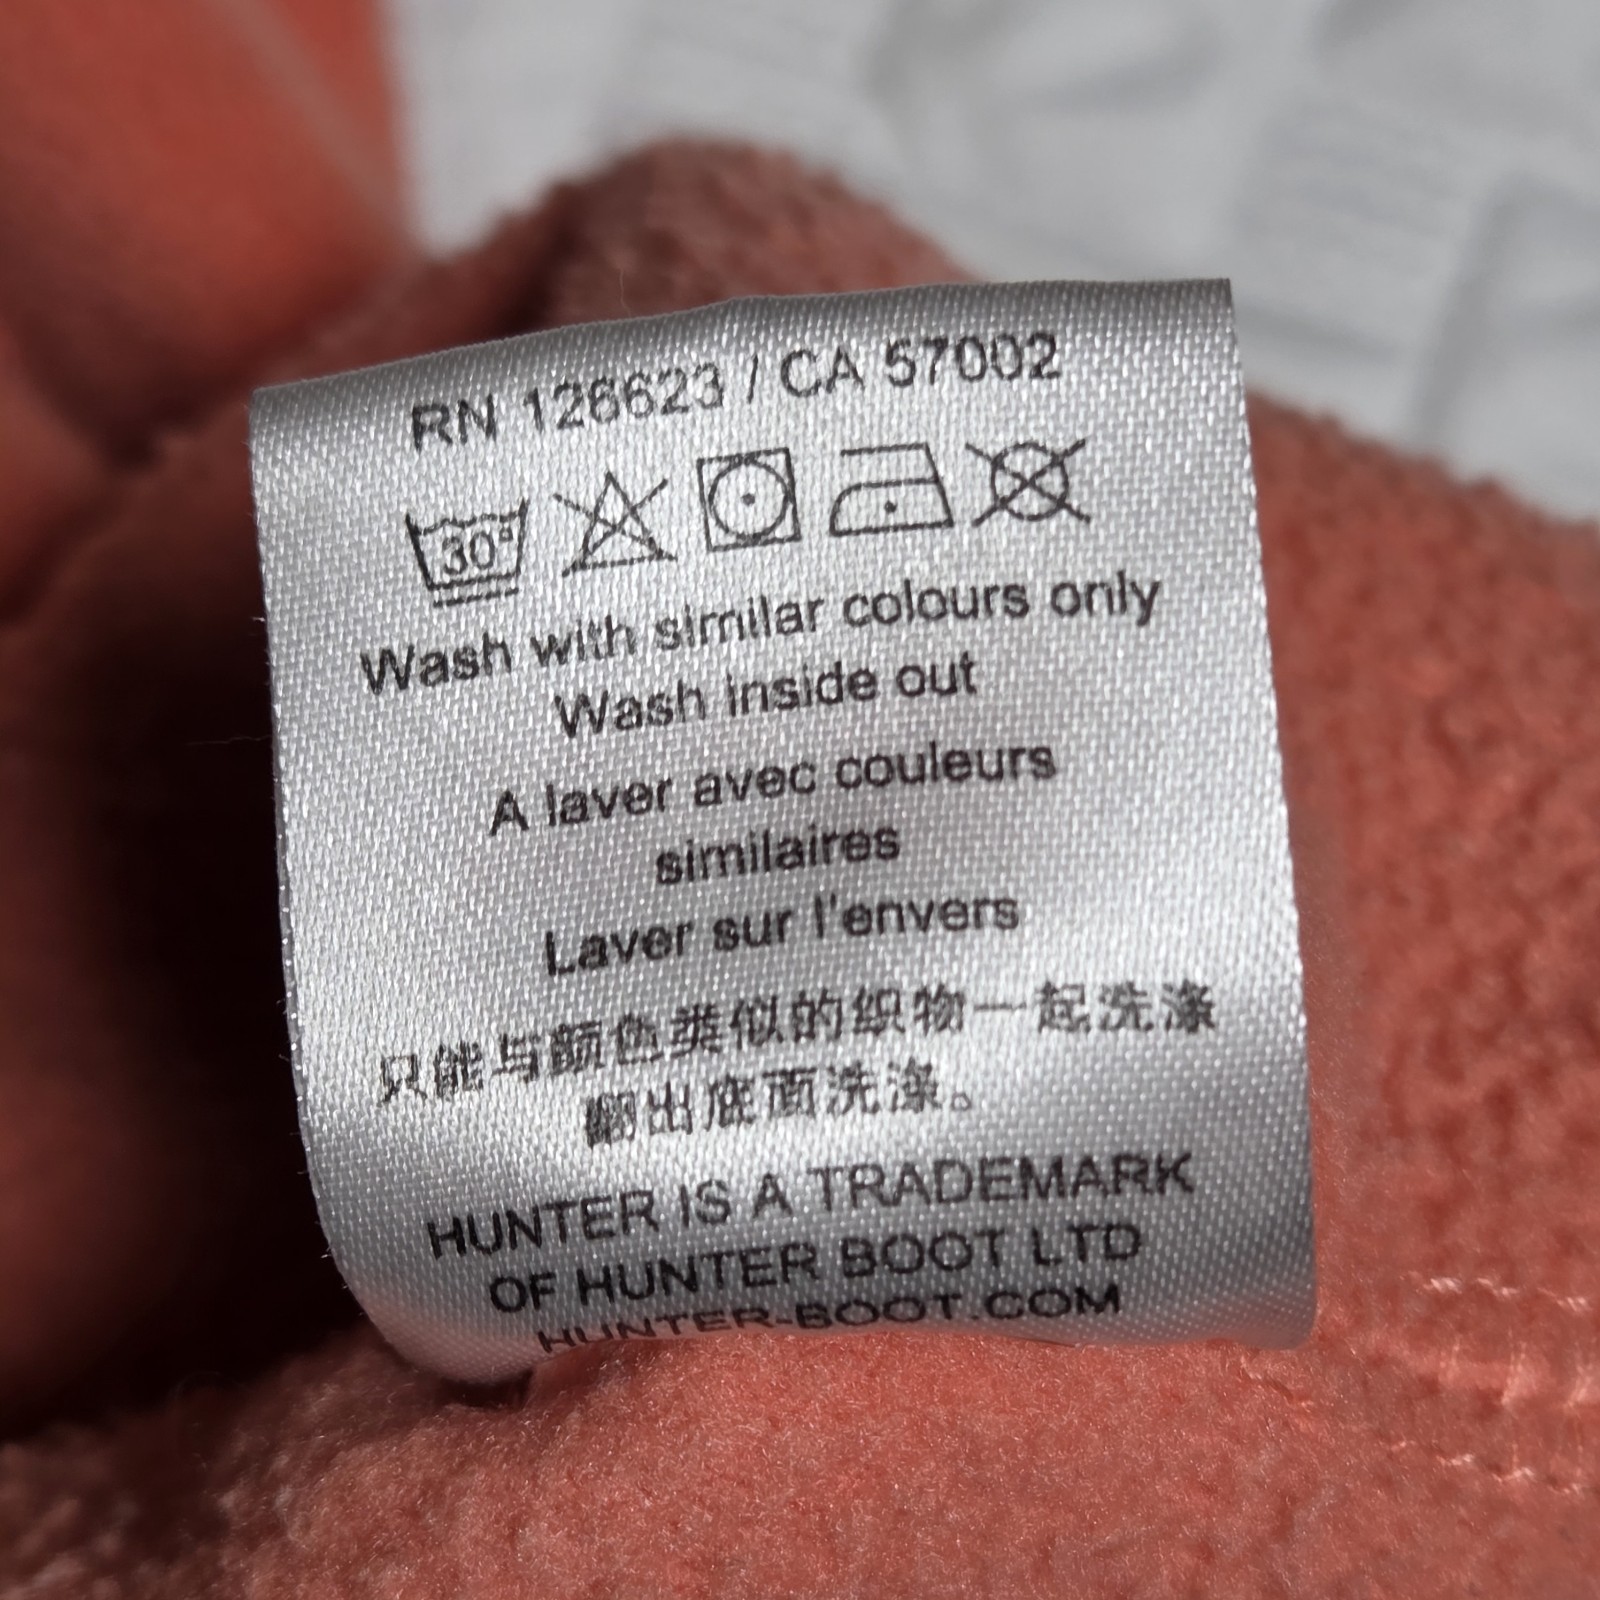 RN 126623 / CA 57002
30°
Wash with similar colours only
Wash inside out
A laver avec couleurs
similaires
Laver sur l'envers
只能与颜色类似的织物一起洗涤
翻出底面洗涤。
HUNTER IS A TRADEMARK
OF HUNTER BOOT LTD
HUNTER-BOOT.COM